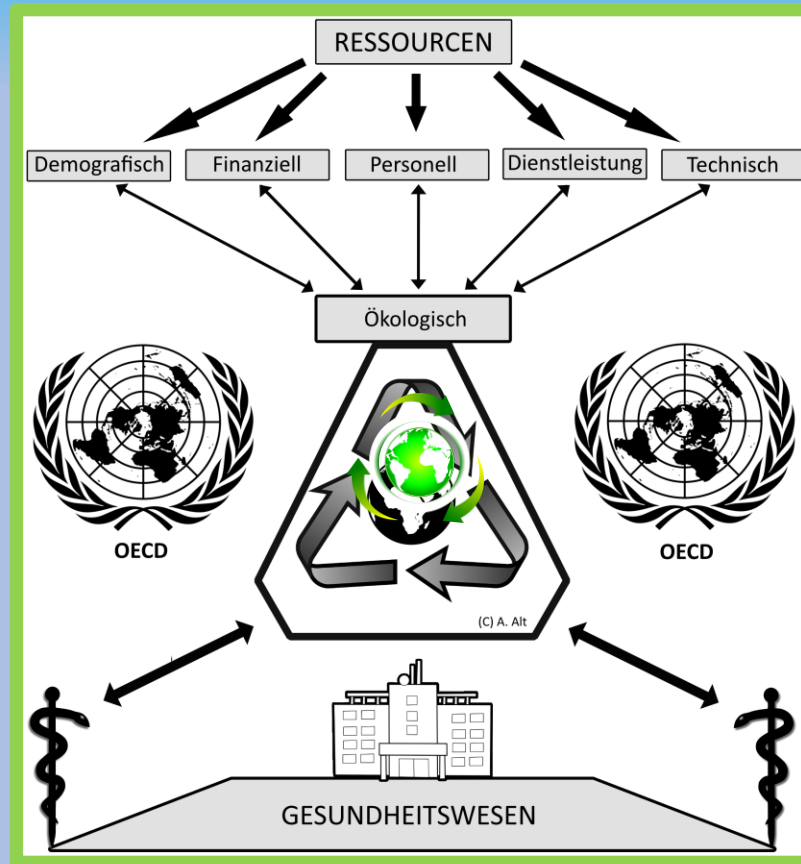 RESSOURCEN
Demografisch Finanziell Personell Dienstleistung Technisch
Ökologisch
OECD OECD
(C) A. Alt
GESUNDHEITSWESEN